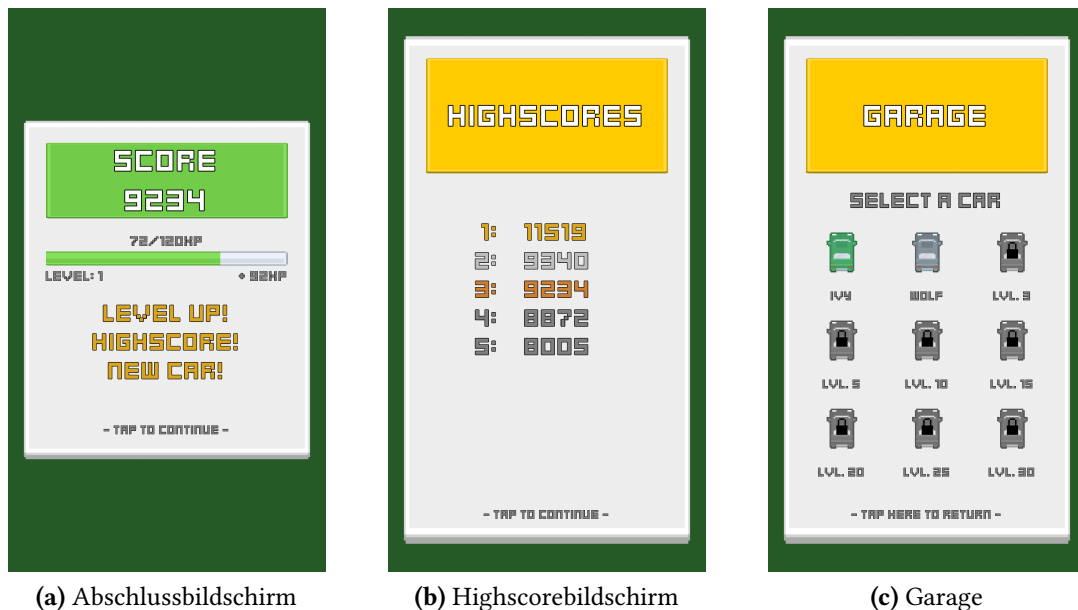 SCORE
9234
72/120XP
LEVEL: 1
+ 92XP
LEVEL UP!
HIGHSCORE!
NEW CAR!
- TAP TO CONTINUE -
(a) Abschlussbildschirm
HIGHSCORES
1: 11519
2: 9340
3: 9234
4: 8872
5: 8005
- TAP TO CONTINUE -
(b) Highscorebildschirm
GARAGE
SELECT A CAR
IVY WOLF LVL. 3
LVL. 5 LVL. 10 LVL. 15
LVL. 20 LVL. 25 LVL. 30
- TAP HERE TO RETURN -
(c) Garage